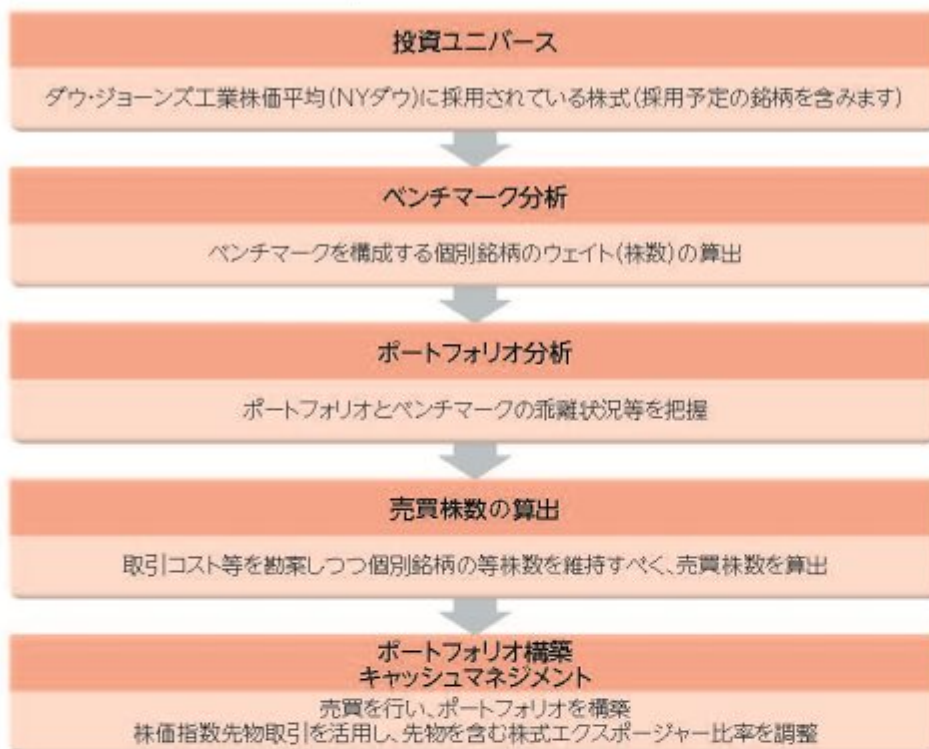 投資ユニバース
ダウ・ジョーンズ工業株価平均(NYダウ)に採用されている株式(採用予定の銘柄を含みます)
ベンチマーク分析
ベンチマークを構成する個別銘柄のウェイト(株数)の算出
ポートフォリオ分析
ポートフォリオとベンチマークの乖離状況等を把握
売買株数の算出
取引コスト等を勘案しつつ個別銘柄の等株数を維持すべく、売買株数を算出
ポートフォリオ構築
キャッシュマネジメント
売買を行い、ポートフォリオを構築
株価指数先物取引を活用し、先物を含む株式エクスポージャー比率を調整